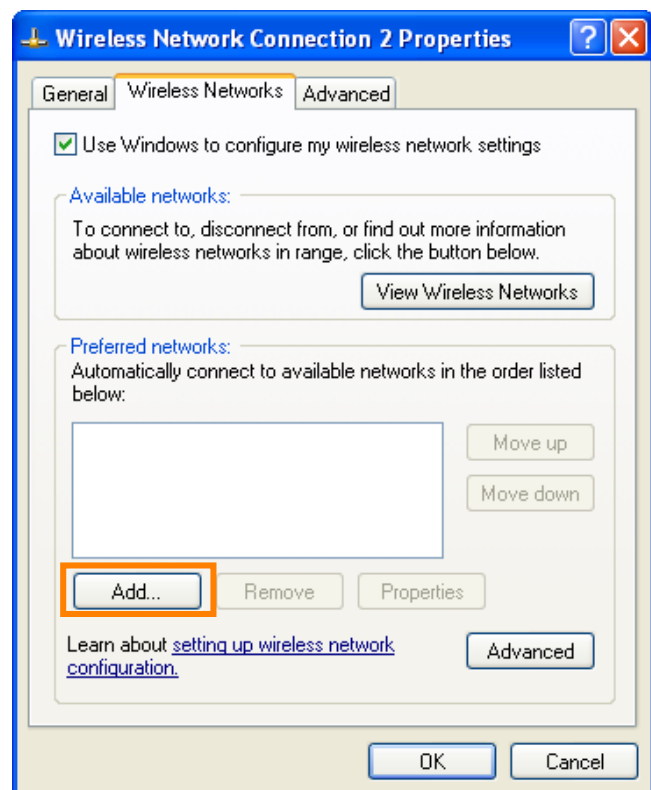 Wireless Network Connection 2 Properties
?
X
General Wireless Networks Advanced
Use Windows to configure my wireless network settings
Available networks:
To connect to, disconnect from, or find out more information
about wireless networks in range, click the button below.
View Wireless Networks
Preferred networks:
Automatically connect to available networks in the order listed
below:
Move up
Move down
Add... Remove Properties
Learn about setting up wireless network
configuration.
Advanced
OK Cancel